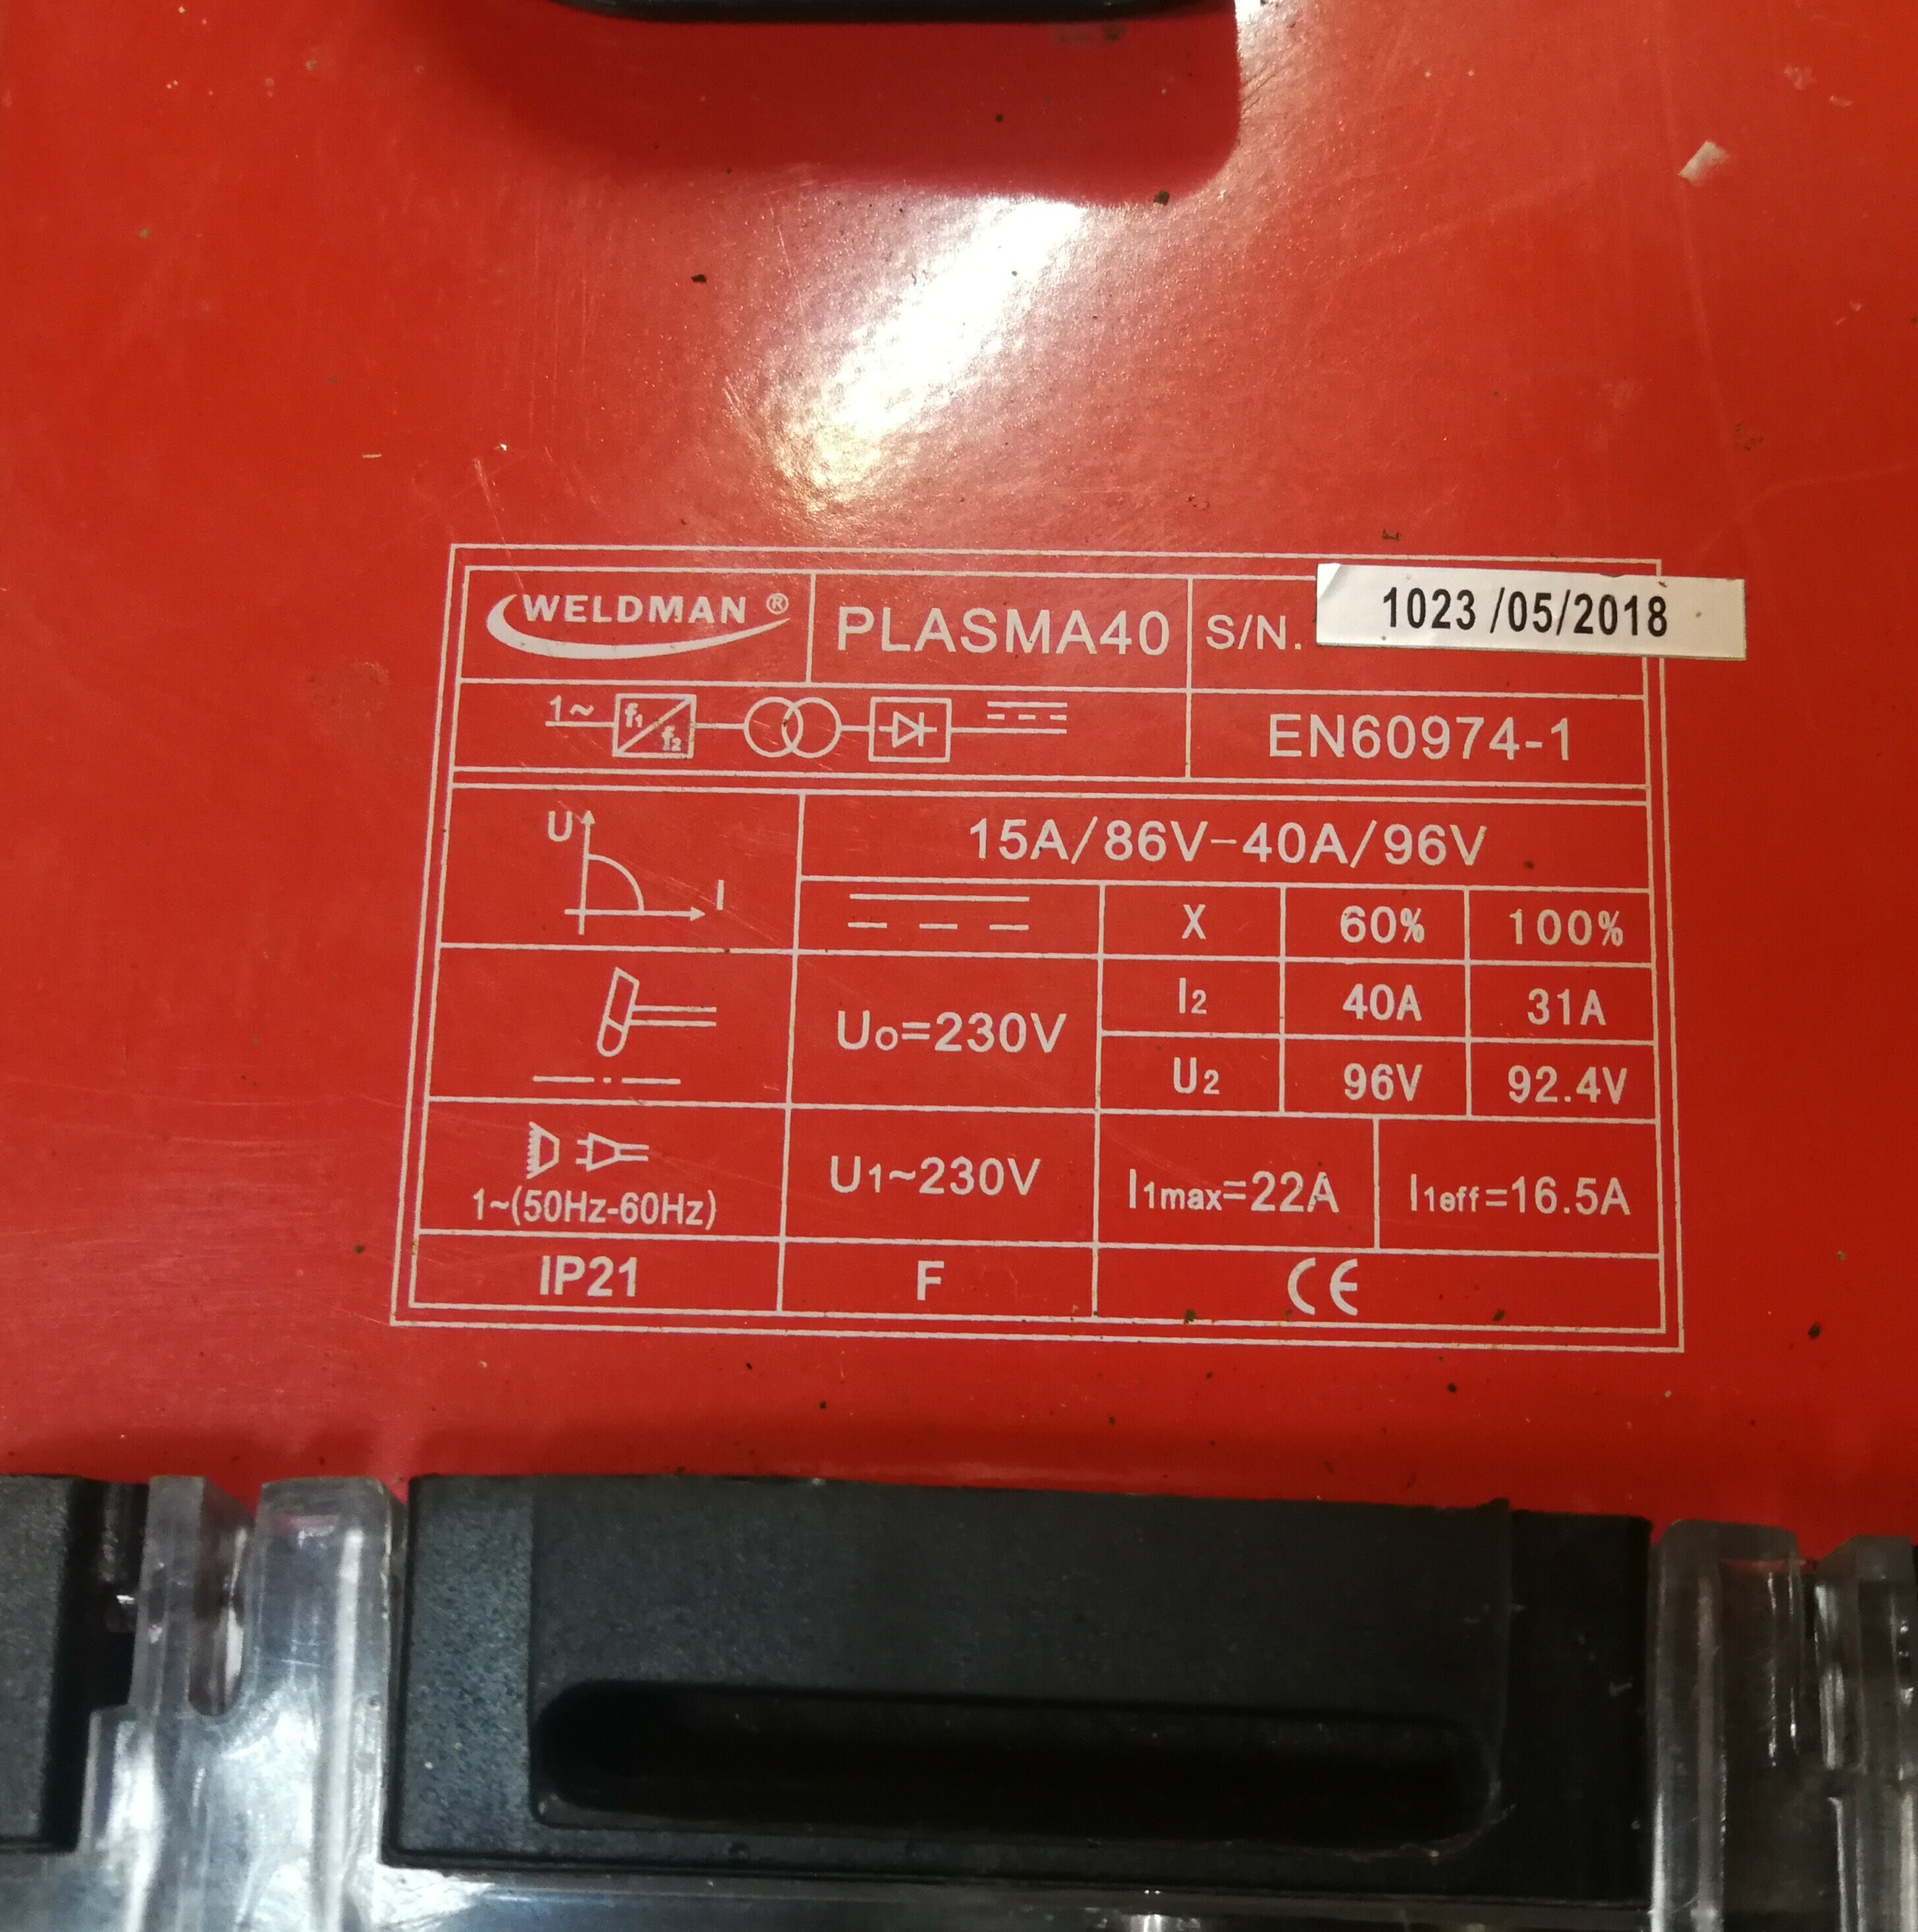 WELDMAN ®
PLASMA40
S/N. 1023 /05/2018
1~ f1/f2
EN60974-1
U I
15A/86V-40A/96V
X 60% 100%
I2 40A 31A
U0=230V
U2 96V 92.4V
1~(50Hz-60Hz)
U1~230V
I1max=22A
I1eff=16.5A
IP21
F
CE